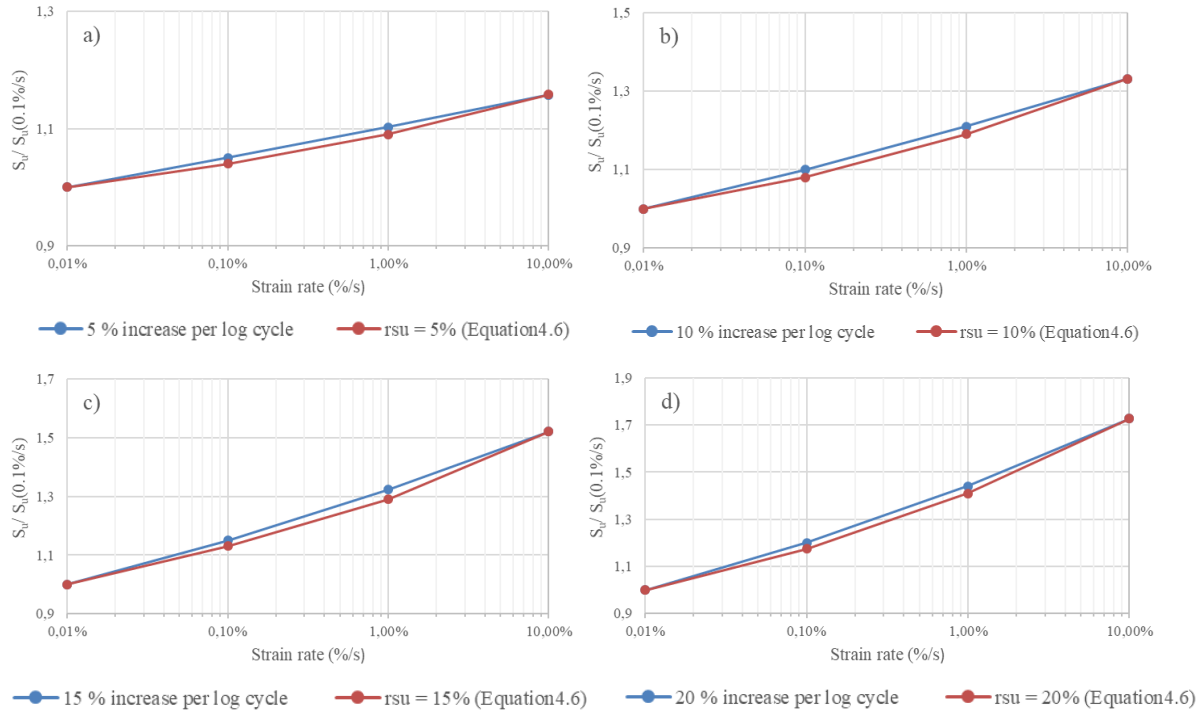 a)
1,3
1,1
0,9
Su/ Su(0.1%/s)
0,01%
0,10%
1,00%
10,00%
Strain rate (%/s)
5 % increase per log cycle
rsu = 5% (Equation4.6)
b)
1,5
1,3
1,1
0,9
Su/ Su(0.1%/s)
0,01%
0,10%
1,00%
10,00%
Strain rate (%/s)
10 % increase per log cycle
rsu = 10% (Equation4.6)
c)
1,7
1,5
1,3
1,1
0,9
Su/ Su(0.1%/s)
0,01%
0,10%
1,00%
10,00%
Strain rate (%/s)
15 % increase per log cycle
rsu = 15% (Equation4.6)
d)
1,9
1,7
1,5
1,3
1,1
0,9
Su/ Su(0.1%/s)
0,01%
0,10%
1,00%
10,00%
Strain rate (%/s)
20 % increase per log cycle
rsu = 20% (Equation4.6)